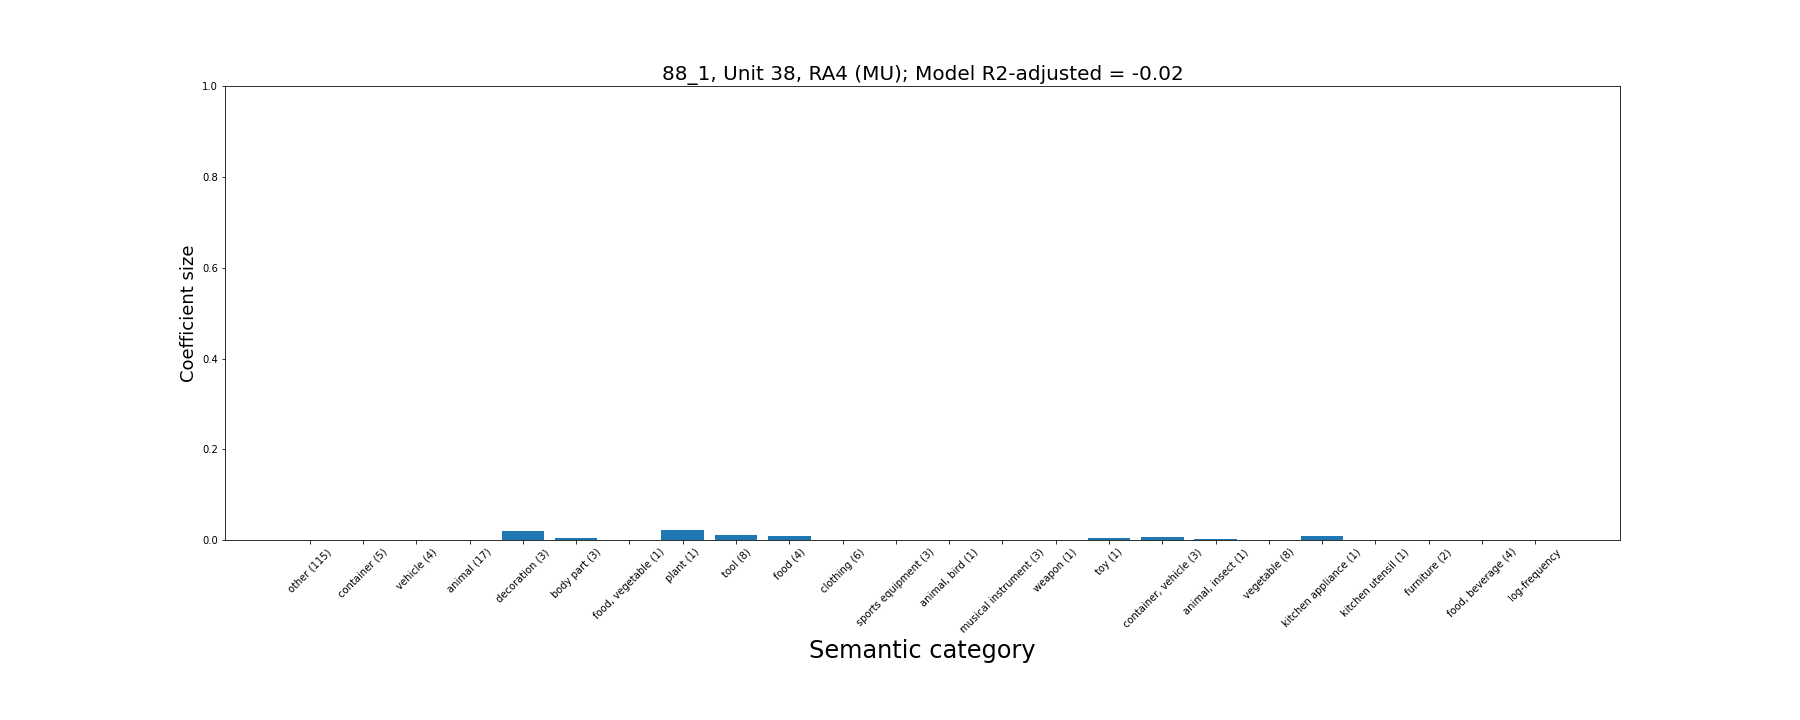 88_1, Unit 38, RA4 (MU); Model R2-adjusted = -0.02
1.0
0.8
0.6
0.4
0.2
0.0
Coefficient size
other (115)
container (5)
vehicle (4)
animal (17)
decoration (3)
body part (3)
food, vegetable (1)
plant (1)
tool (8)
food (4)
clothing (6)
sports equipment (3)
animal, bird (1)
musical instrument (3)
weapon (1)
toy (1)
container, vehicle (3)
animal, insect (1)
vegetable (8)
kitchen appliance (1)
kitchen utensil (1)
furniture (2)
food, beverage (4)
log-frequency
Semantic category